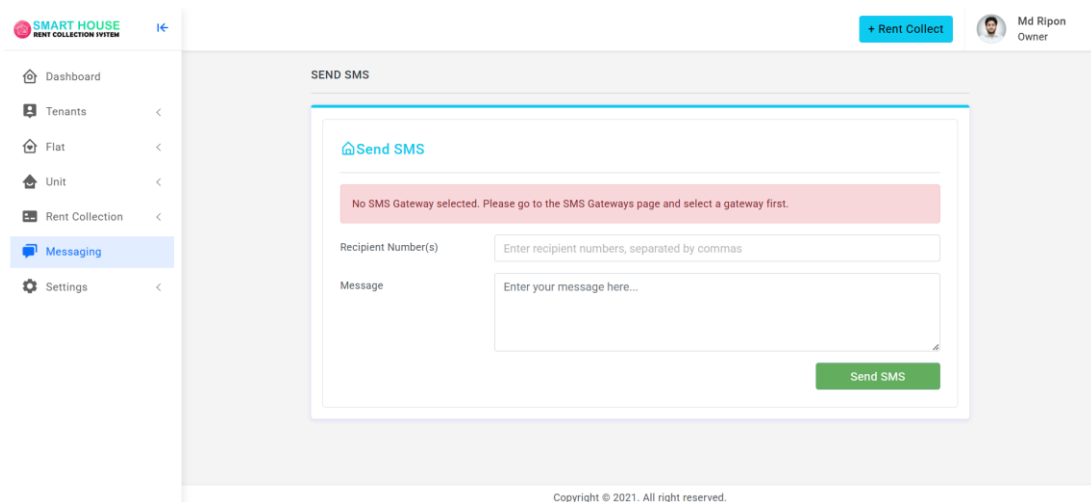 SMART HOUSE
RENT COLLECTION SYSTEM
+ Rent Collect
Md Ripon
Owner
Dashboard
Tenants
Flat
Unit
Rent Collection
Messaging
Settings
SEND SMS
Send SMS
No SMS Gateway selected. Please go to the SMS Gateways page and select a gateway first.
Recipient Number(s)
Enter recipient numbers, separated by commas
Message
Enter your message here...
Send SMS
Copyright © 2021. All right reserved.